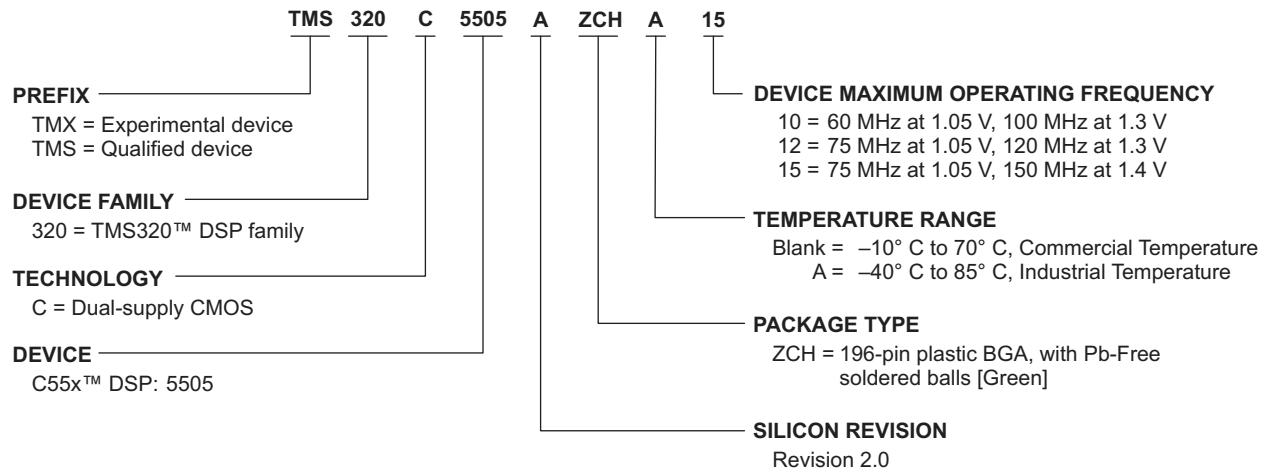 TMS 320 C 5505 A ZCH A 15
PREFIX
TMX = Experimental device
TMS = Qualified device
DEVICE FAMILY
320 = TMS320™ DSP family
TECHNOLOGY
C = Dual-supply CMOS
DEVICE
C55x™ DSP: 5505
DEVICE MAXIMUM OPERATING FREQUENCY
10 = 60 MHz at 1.05 V, 100 MHz at 1.3 V
12 = 75 MHz at 1.05 V, 120 MHz at 1.3 V
15 = 75 MHz at 1.05 V, 150 MHz at 1.4 V
TEMPERATURE RANGE
Blank = –10° C to 70° C, Commercial Temperature
A = –40° C to 85° C, Industrial Temperature
PACKAGE TYPE
ZCH = 196-pin plastic BGA, with Pb-Free
soldered balls [Green]
SILICON REVISION
Revision 2.0